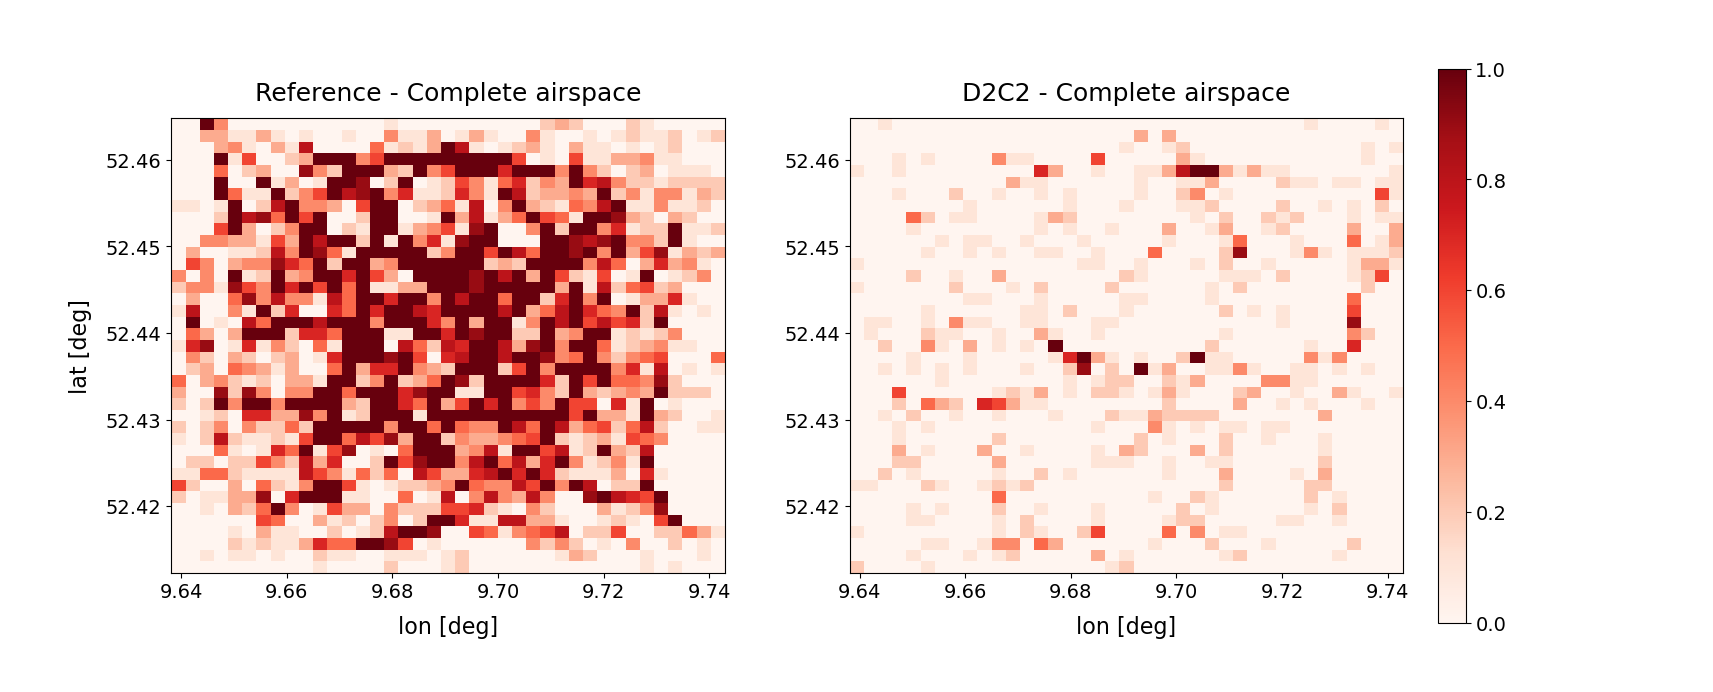 Reference - Complete airspace
52.46
52.45
52.44
52.43
52.42
lat [deg]
9.64 9.66 9.68 9.70 9.72 9.74
lon [deg]
D2C2 - Complete airspace
52.46
52.45
52.44
52.43
52.42
9.64 9.66 9.68 9.70 9.72 9.74
lon [deg]
1.0
0.8
0.6
0.4
0.2
0.0